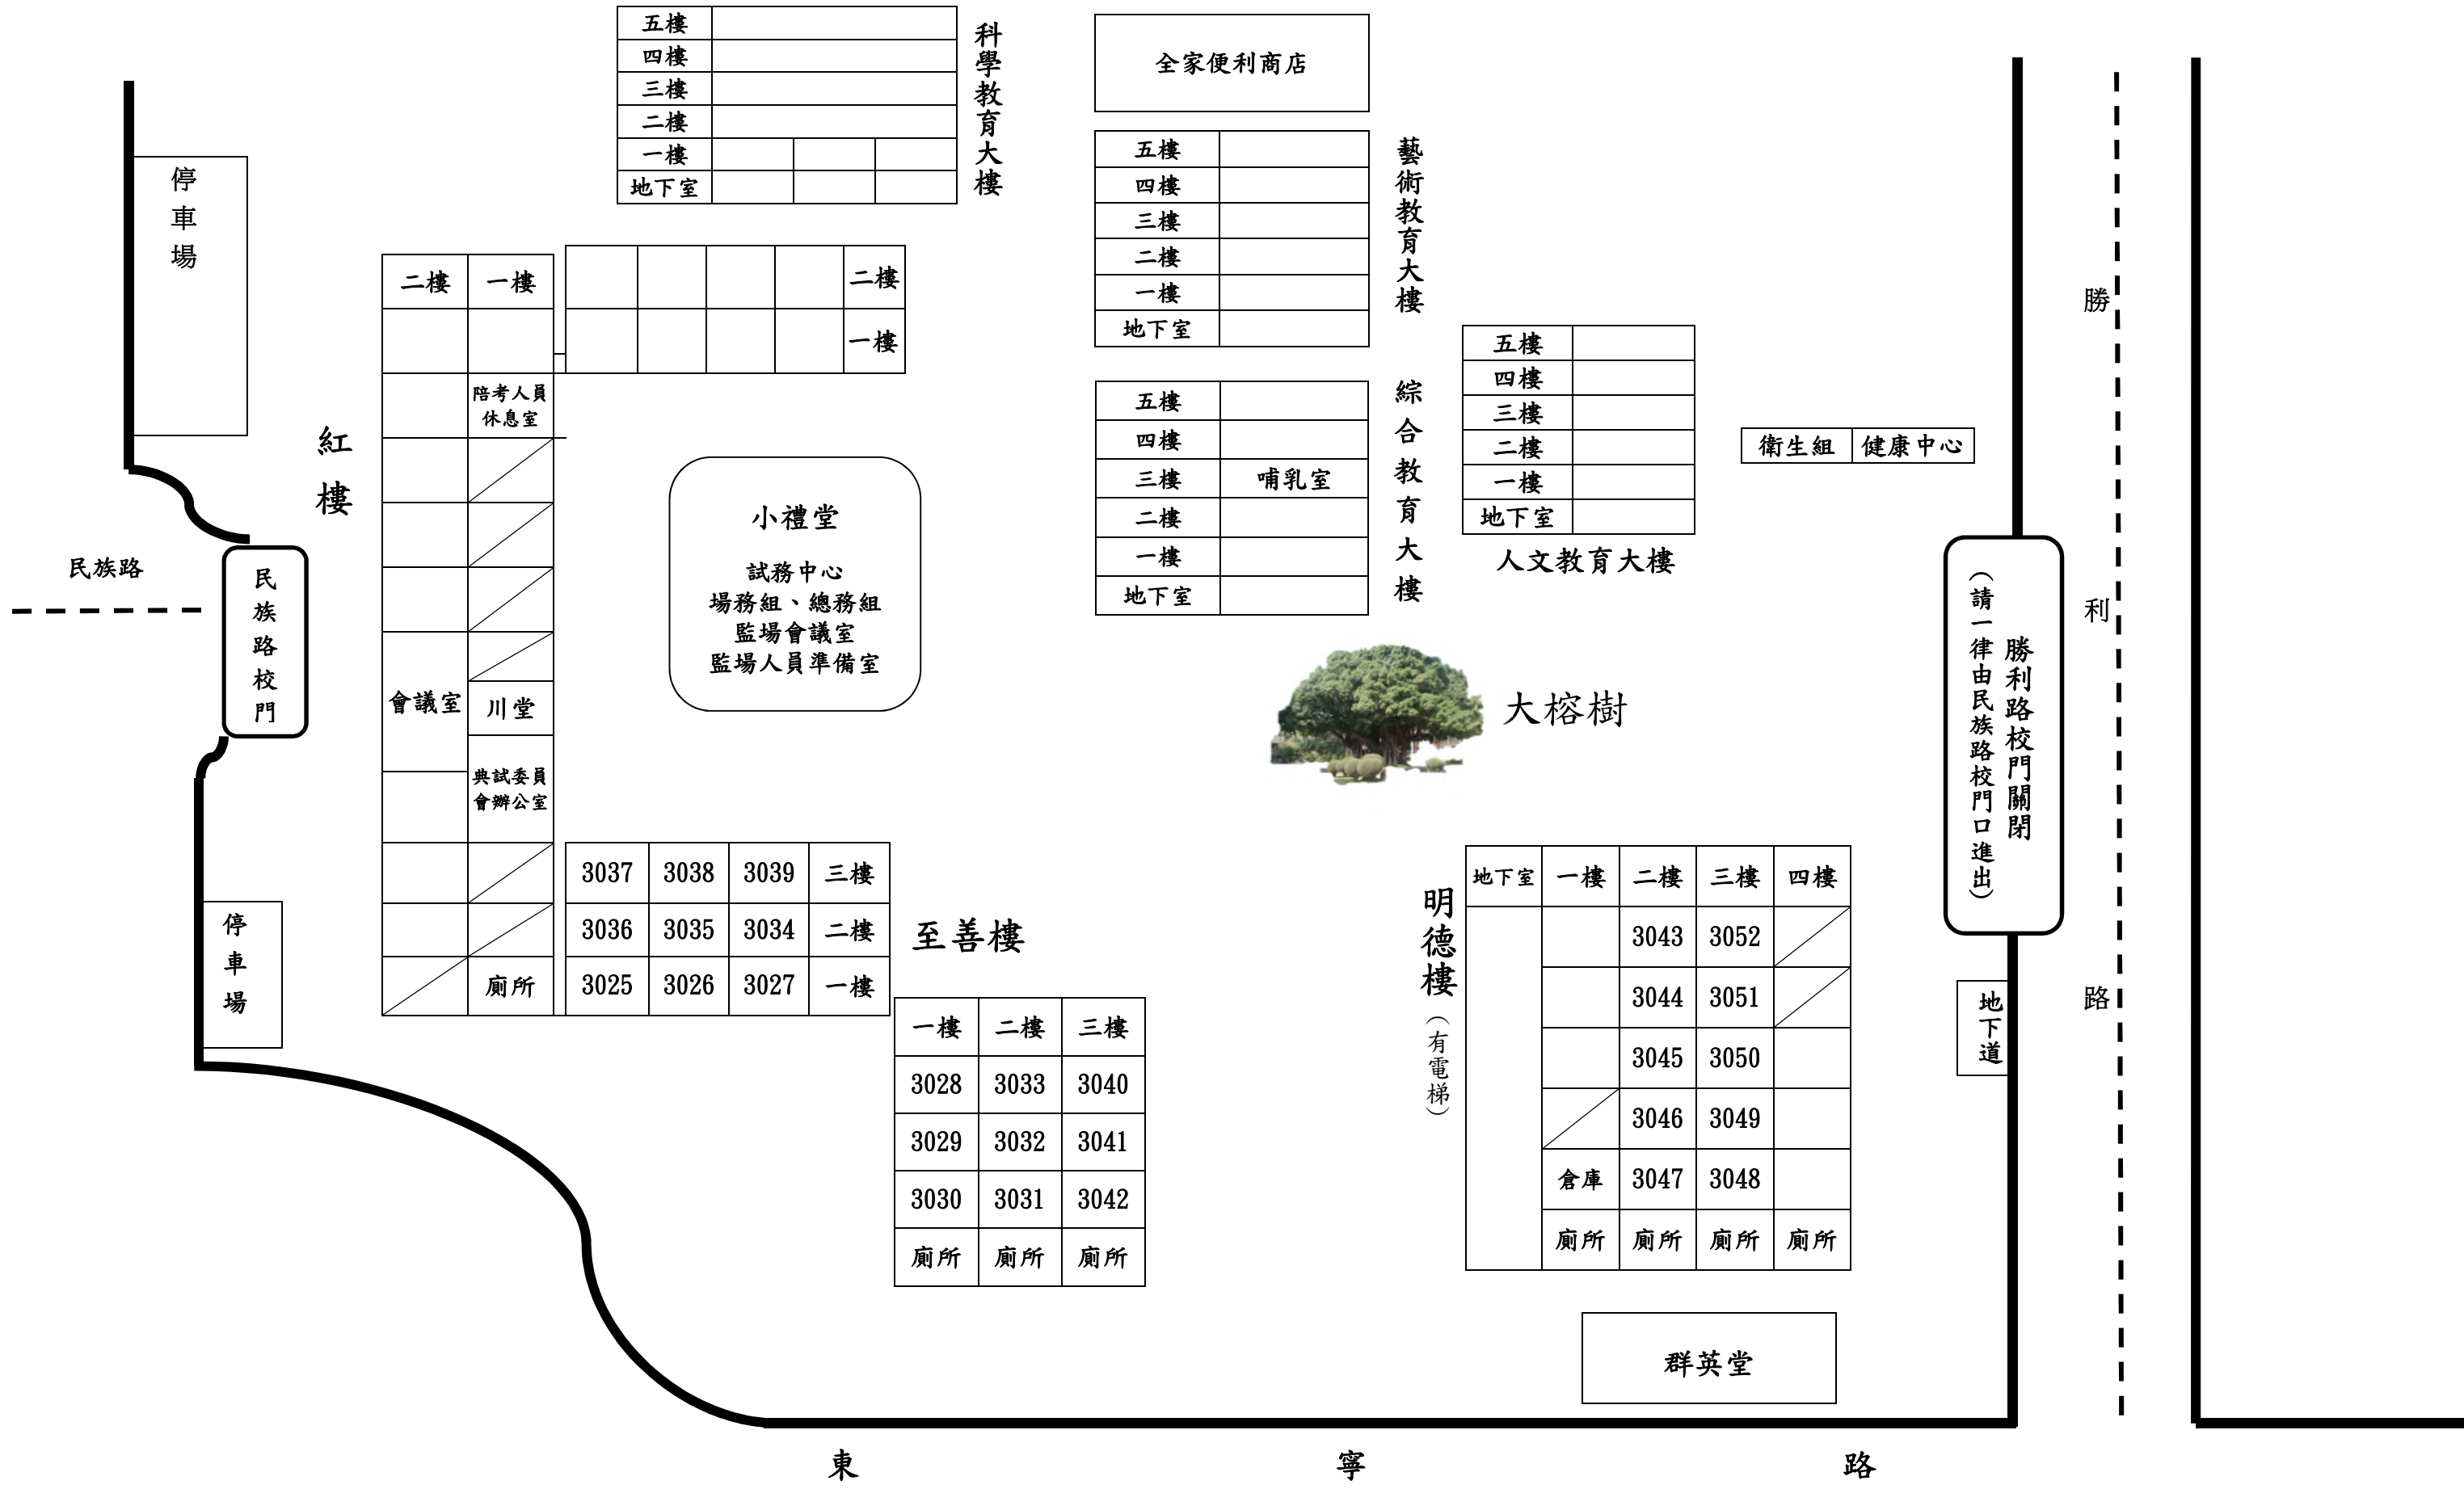 五樓
四樓
三樓
二樓
一樓
地下室
科學教育大樓
全家便利商店
五樓
四樓
三樓
二樓
一樓
地下室
藝術教育大樓
停車場
二樓 一樓
二樓
一樓
陪考人員
休息室
紅樓
小禮堂
試務中心
場務組、總務組
監場會議室
監場人員準備室
五樓
四樓
三樓 哺乳室
二樓
一樓
地下室
綜合教育大樓
五樓
四樓
三樓
二樓
一樓
地下室
人文教育大樓
衛生組 健康中心
民族路
民族路校門
會議室
川堂
典試委員
會辦公室
大榕樹
勝利路校門關閉
(請一律由民族路校門口進出)
勝利路
停車場
廁所
3037 3038 3039 三樓
3036 3035 3034 二樓
3025 3026 3027 一樓
至善樓
一樓 二樓 三樓
3028 3033 3040
3029 3032 3041
3030 3031 3042
廁所 廁所 廁所
明德樓(有電梯)
地下室 一樓 二樓 三樓 四樓
3043 3052
3044 3051
3045 3050
3046 3049
倉庫 3047 3048
廁所 廁所 廁所 廁所
地下道
群英堂
東寧路